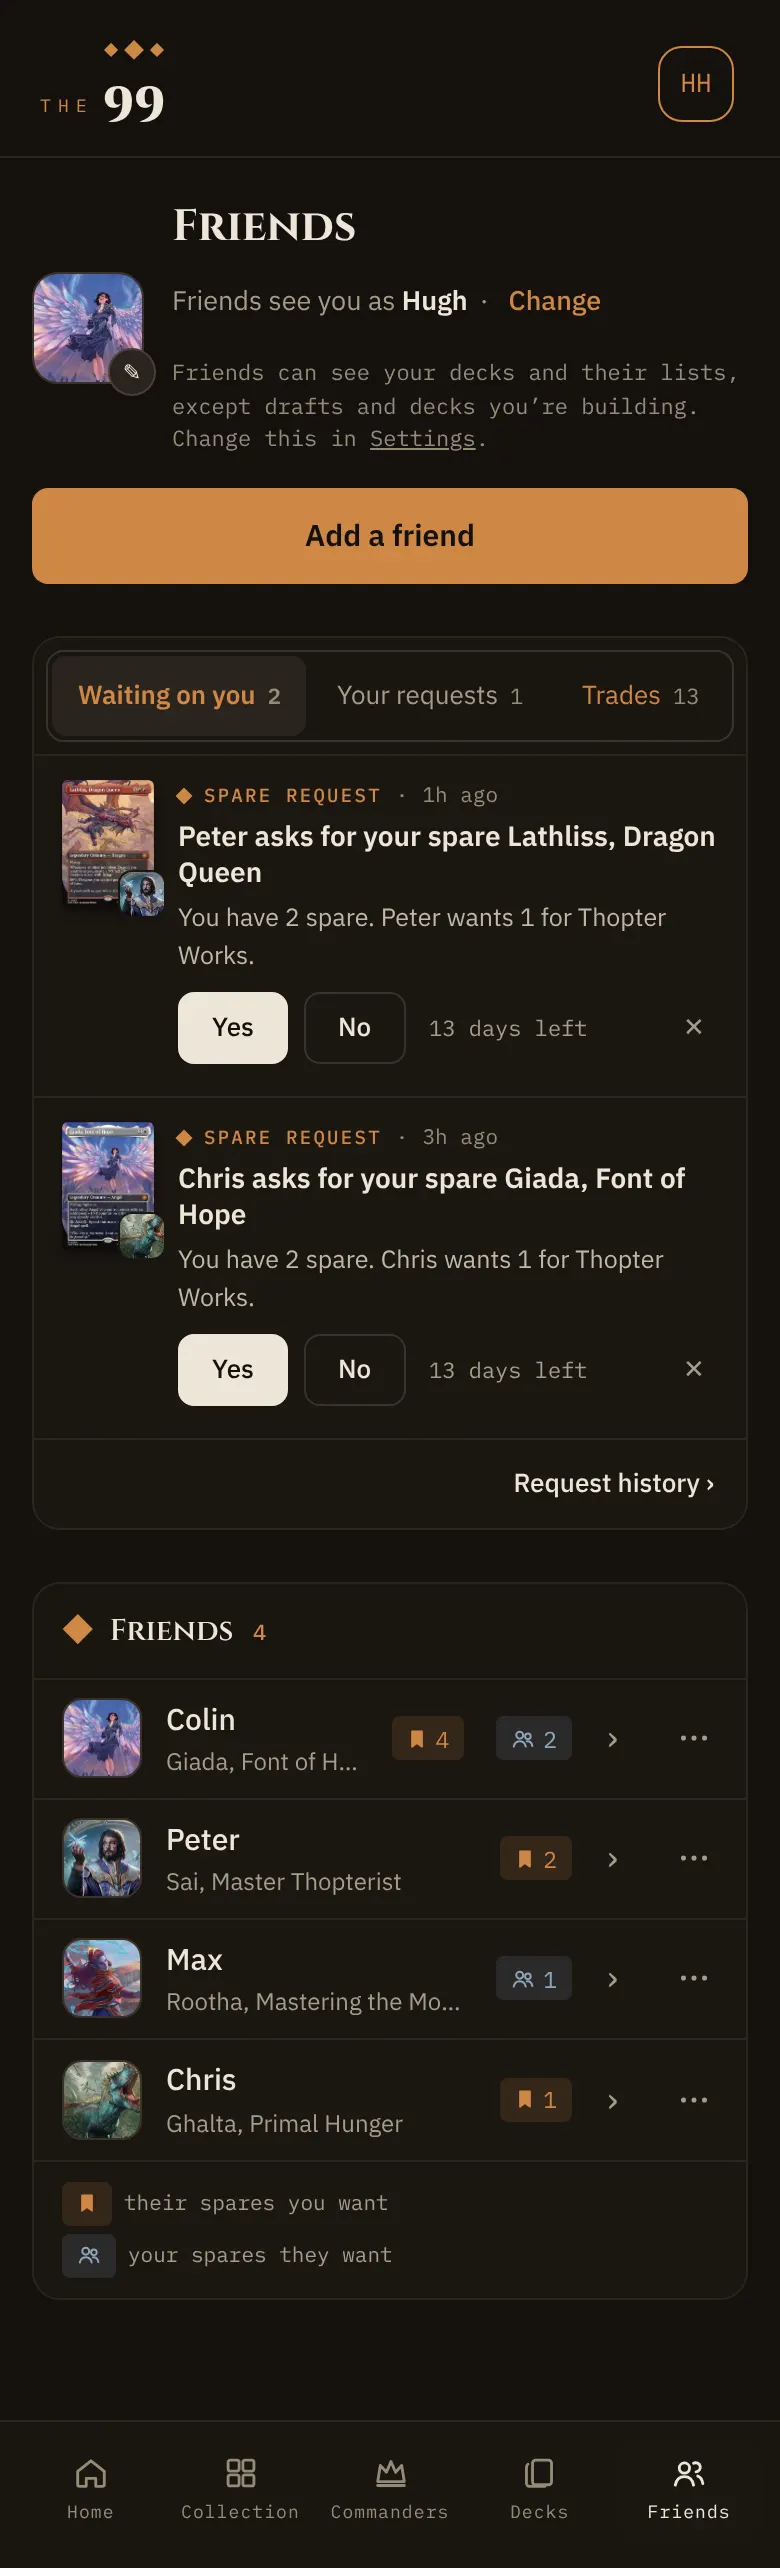 THE 99
HH
Friends
Friends see you as Hugh · Change
Friends can see your decks and their lists,
except drafts and decks you’re building.
Change this in Settings.
Add a friend
Waiting on you 2
Your requests 1
Trades 13
SPARE REQUEST · 1h ago
Peter asks for your spare Lathliss, Dragon
Queen
You have 2 spare. Peter wants 1 for Thopter
Works.
Yes
No
13 days left
×
SPARE REQUEST · 3h ago
Chris asks for your spare Giada, Font of
Hope
You have 2 spare. Chris wants 1 for Thopter
Works.
Yes
No
13 days left
×
Request history ›
Friends 4
Colin
Giada, Font of H...
4
2
Peter
Sai, Master Thopterist
2
Max
Rootha, Mastering the Mo...
1
Chris
Ghalta, Primal Hunger
1
their spares you want
your spares they want
Home
Collection
Commanders
Decks
Friends